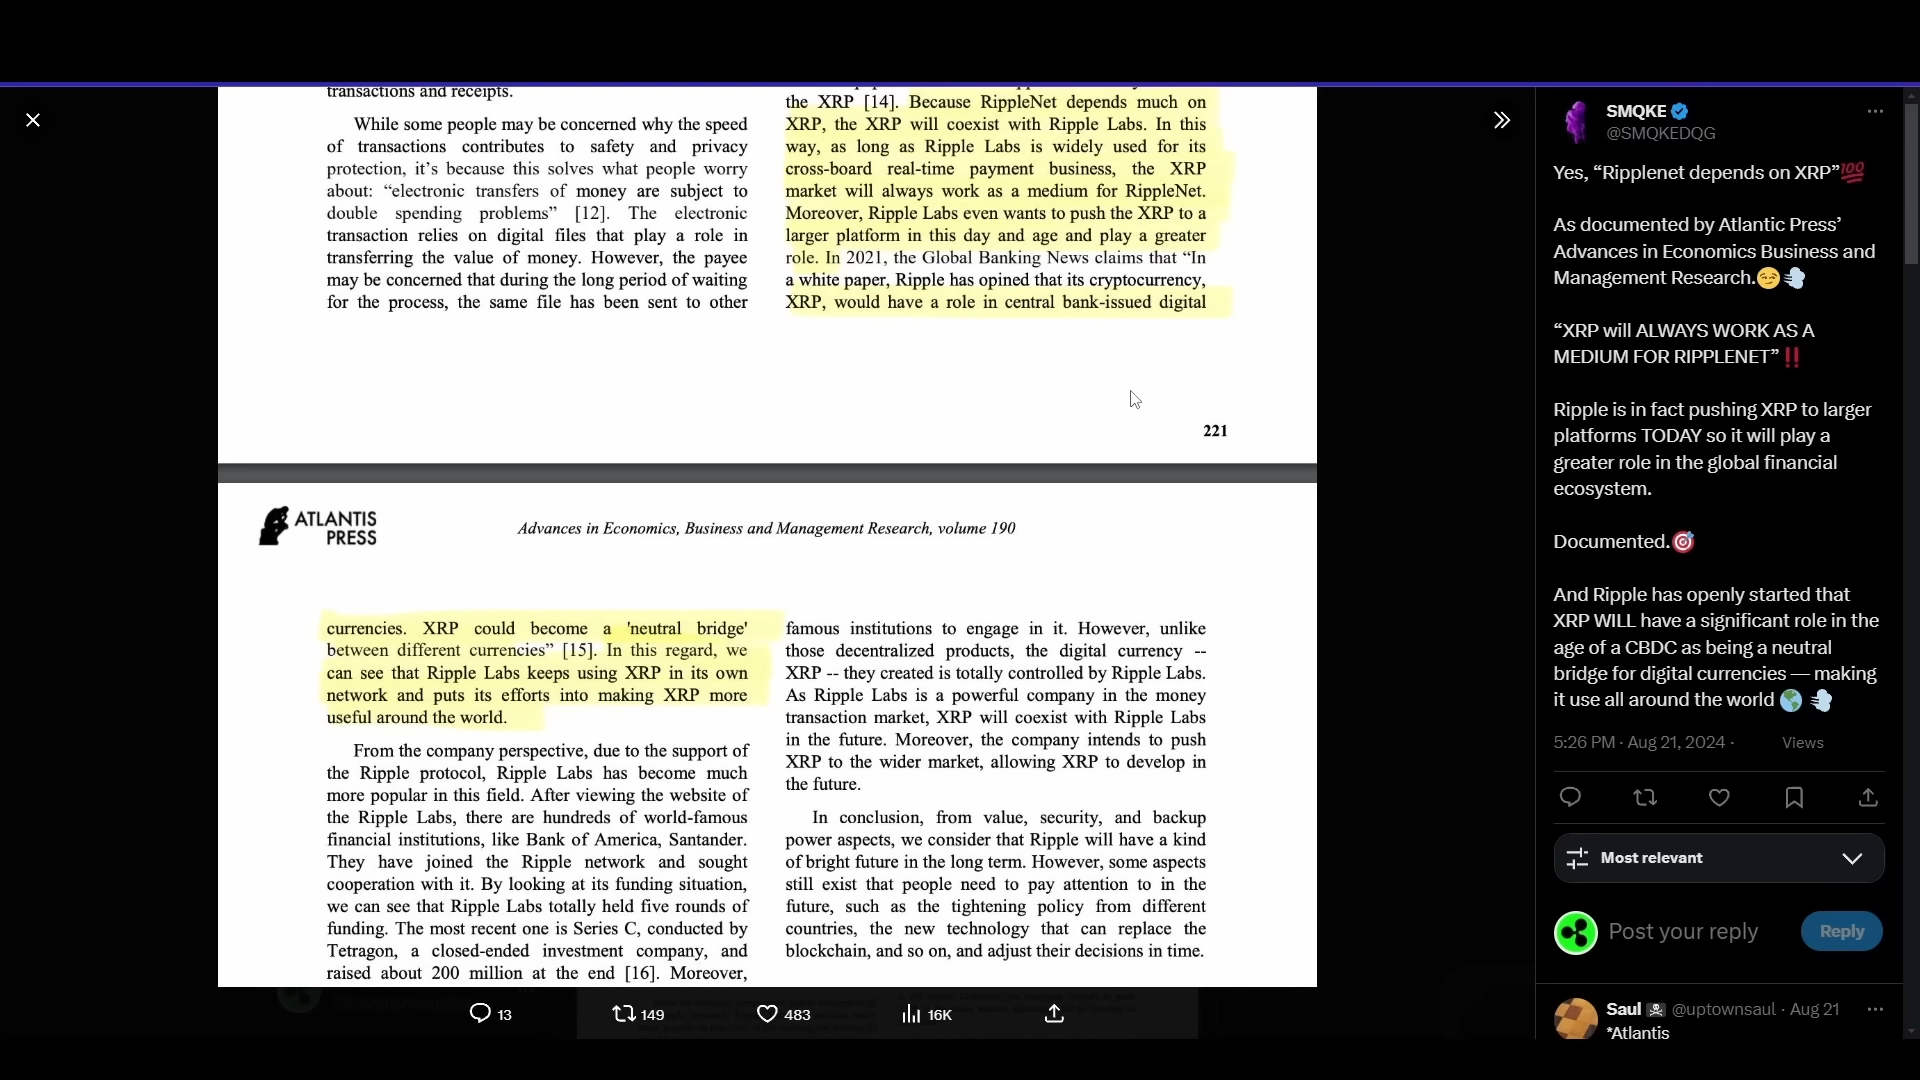 transactions and receipts.
While some people may be concerned why the speed
of transactions contributes to safety and privacy
protection, it's because this solves what people worry
about: “electronic transfers of money are subject to
double spending problems” [12]. The electronic
transaction relies on digital files that play a role in
transferring the value of money. However, the payee
may be concerned that during the long period of waiting
for the process, the same file has been sent to other
the XRP [14]. Because RippleNet depends much on
XRP, the XRP will coexist with Ripple Labs. In this
way, as long as Ripple Labs is widely used for its
cross-board real-time payment business, the XRP
market will always work as a medium for RippleNet.
Moreover, Ripple Labs even wants to push the XRP to a
larger platform in this day and age and play a greater
role. In 2021, the Global Banking News claims that “In
a white paper, Ripple has opined that its cryptocurrency,
XRP, would have a role in central bank-issued digital
221
ATLANTIS
PRESS
Advances in Economics, Business and Management Research, volume 190
currencies. XRP could become a 'neutral bridge'
between different currencies” [15]. In this regard, we
can see that Ripple Labs keeps using XRP in its own
network and puts its efforts into making XRP more
useful around the world.
From the company perspective, due to the support of
the Ripple protocol, Ripple Labs has become much
more popular in this field. After viewing the website of
the Ripple Labs, there are hundreds of world-famous
financial institutions, like Bank of America, Santander.
They have joined the Ripple network and sought
cooperation with it. By looking at its funding situation,
we can see that Ripple Labs totally held five rounds of
funding. The most recent one is Series C, conducted by
Tetragon, a closed-ended investment company, and
raised about 200 million at the end [16]. Moreover,
famous institutions to engage in it. However, unlike
those decentralized products, the digital currency --
XRP -- they created is totally controlled by Ripple Labs.
As Ripple Labs is a powerful company in the money
transaction market, XRP will coexist with Ripple Labs
in the future. Moreover, the company intends to push
XRP to the wider market, allowing XRP to develop in
the future.
In conclusion, from value, security, and backup
power aspects, we consider that Ripple will have a kind
of bright future in the long term. However, some aspects
still exist that people need to pay attention to in the
future, such as the tightening policy from different
countries, the new technology that can replace the
blockchain, and so on, and adjust their decisions in time.
13
149
483
16K
SMQKE
@SMQKEDQG
Yes, “Ripplenet depends on XRP”💯
As documented by Atlantic Press’
Advances in Economics Business and
Management Research.😏💨
“XRP will ALWAYS WORK AS A
MEDIUM FOR RIPPLENET”‼️
Ripple is in fact pushing XRP to larger
platforms TODAY so it will play a
greater role in the global financial
ecosystem.
Documented.🎯
And Ripple has openly started that
XRP WILL have a significant role in the
age of a CBDC as being a neutral
bridge for digital currencies — making
it use all around the world 🌎 💨
5:26 PM · Aug 21, 2024 · Views
Most relevant
Post your reply
Reply
Saul 🏴‍☠️ @uptownsaul · Aug 21
*Atlantis